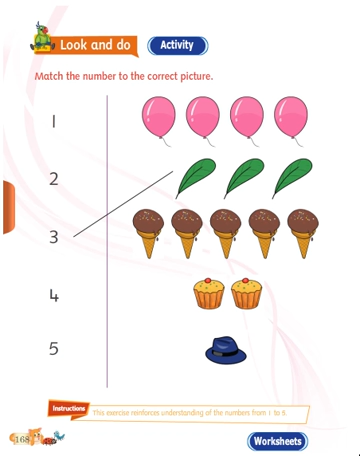 Look and do
Activity
Match the number to the correct picture.
1
2
3
4
5
Instructions
This exercise reinforces understanding of the numbers from 1 to 5.
168
Worksheets